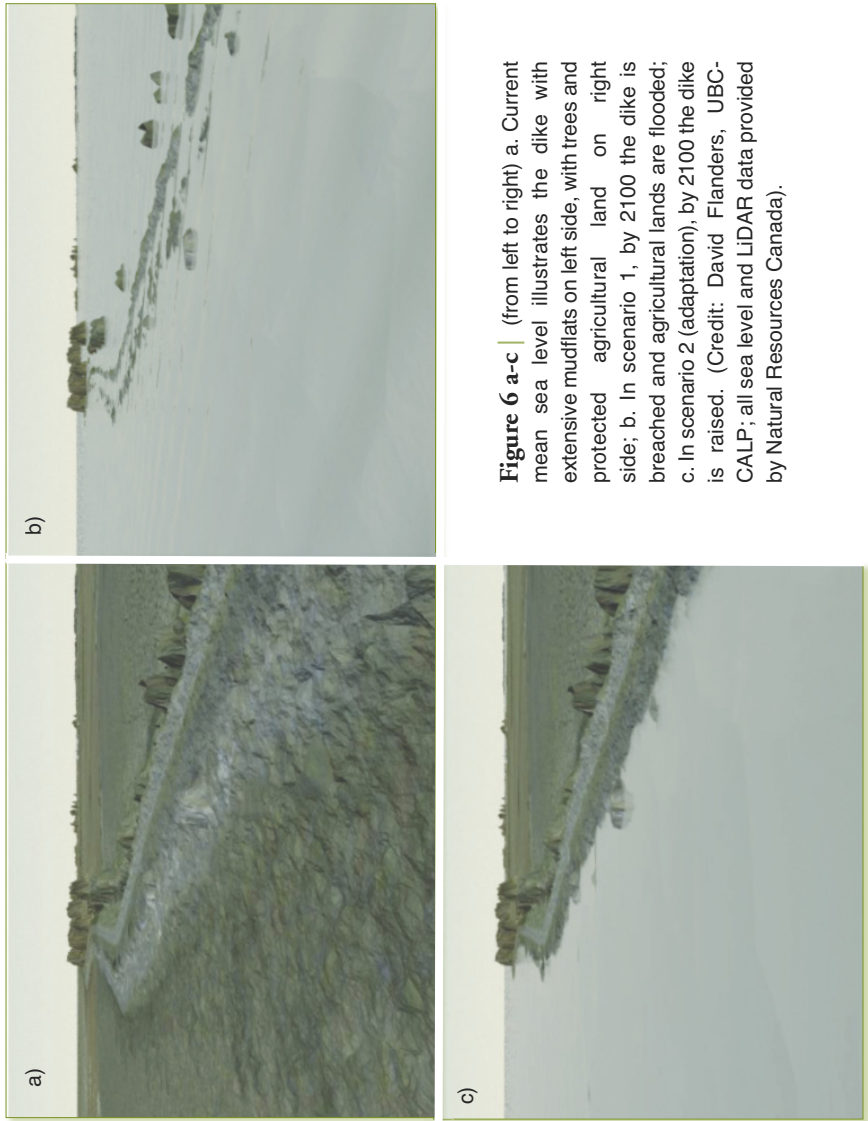 a)
b)
c)
Figure 6 a-c | (from left to right) a. Current
mean sea level illustrates the dike with
extensive mudflats on left side, with trees and
protected agricultural land on right
side; b. In scenario 1, by 2100 the dike is
breached and agricultural lands are flooded;
c. In scenario 2 (adaptation), by 2100 the dike
is raised. (Credit: David Flanders, UBC-
CALP; all sea level and LiDAR data provided
by Natural Resources Canada).